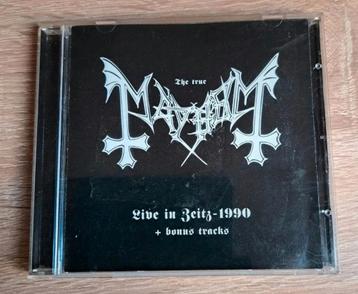 The true
Mayhem
Live in Zeitz-1990
+ bonus tracks